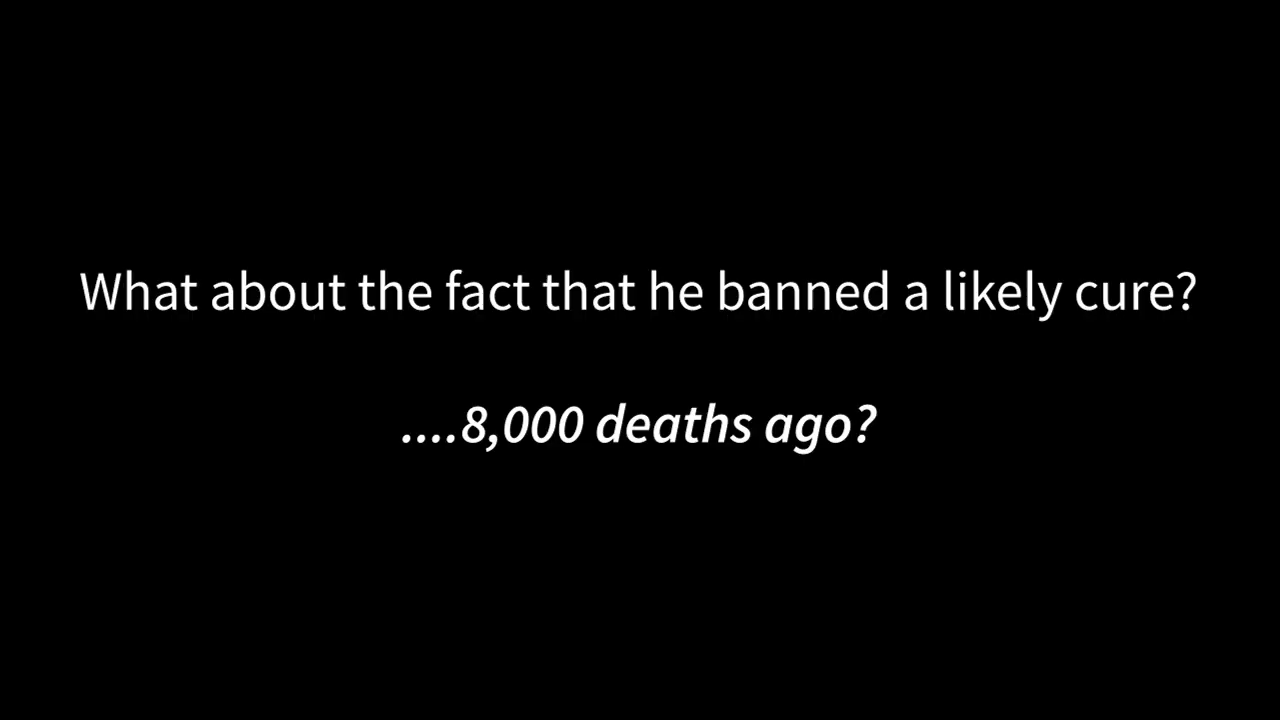 What about the fact that he banned a likely cure?
....8,000 deaths ago?